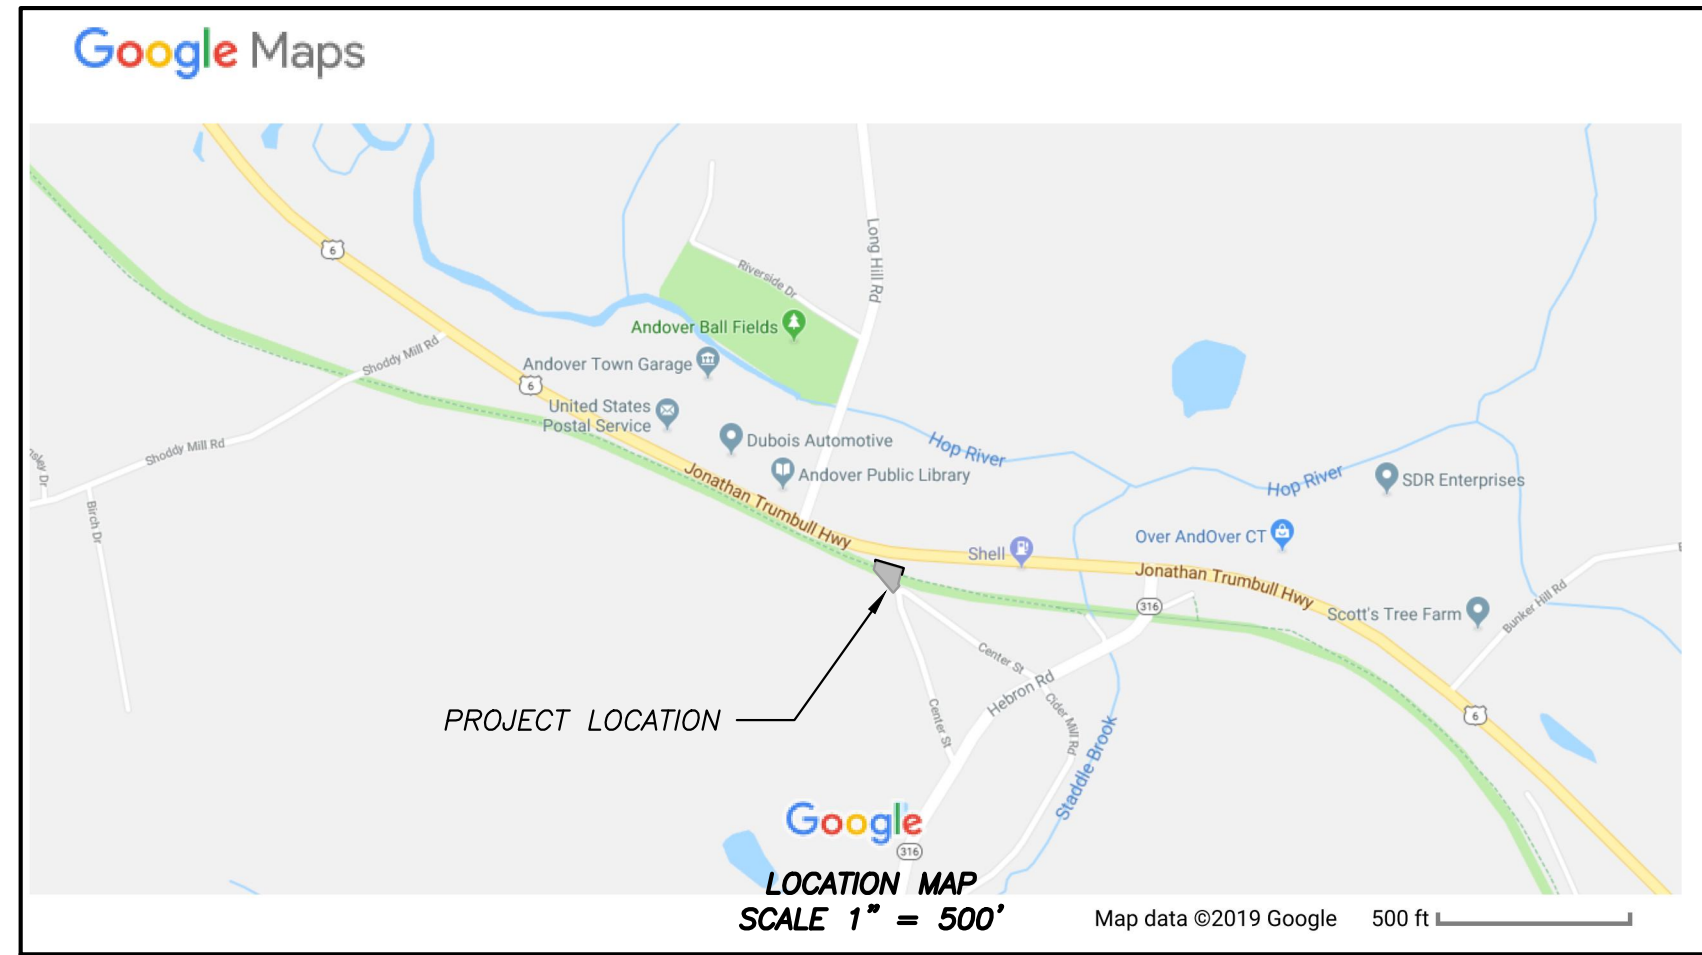 Google Maps
6
Long Hill Rd
Riverside Dr
Andover Ball Fields
Shoddy Mill Rd
Andover Town Garage
6
United States
Postal Service
Dubois Automotive
Hop River
Andover Public Library
Shoddy Mill Rd
Hop River
SDR Enterprises
Jonathan Trumbull Hwy
Birch Dr
Over AndOver CT
Shell
Jonathan Trumbull Hwy
316
Scott's Tree Farm
Bunker Hill Rd
Center St
Hebron Rd
Cider Mill Rd
Center St
PROJECT LOCATION
6
Staddle Brook
Google
316
LOCATION MAP
SCALE 1" = 500'
Map data ©2019 Google
500 ft